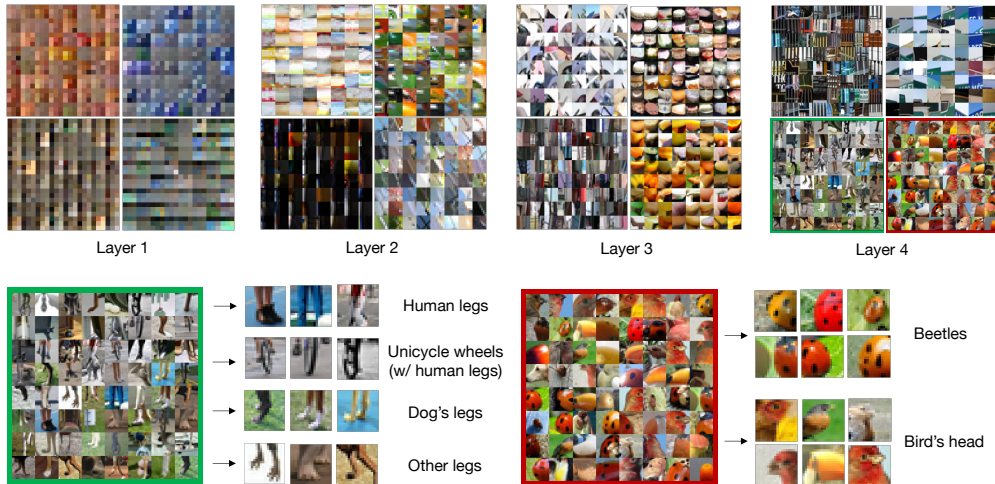 Layer 1
Layer 2
Layer 3
Layer 4
Human legs
Unicycle wheels
(w/ human legs)
Dog's legs
Other legs
Beetles
Bird's head